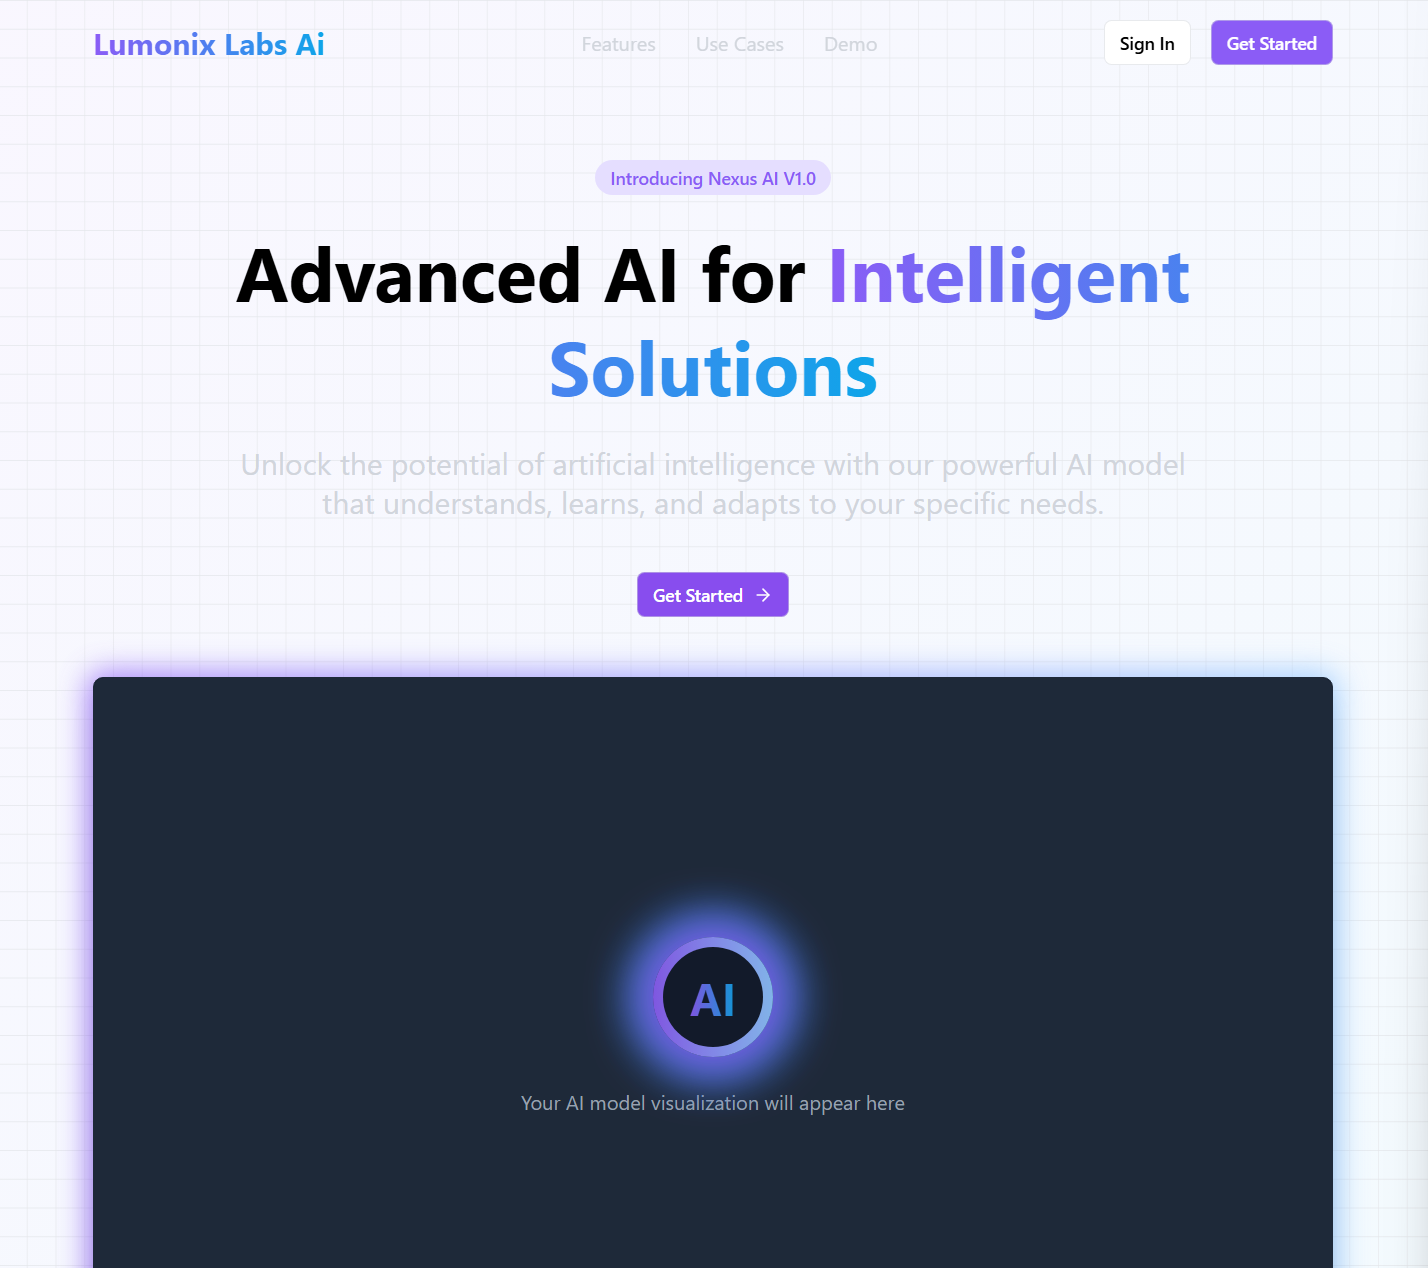 Lumonix Labs Ai
Features
Use Cases
Demo
Sign In
Get Started
Introducing Nexus AI V1.0
Advanced AI for Intelligent
Solutions
Unlock the potential of artificial intelligence with our powerful AI model
that understands, learns, and adapts to your specific needs.
Get Started
AI
Your AI model visualization will appear here